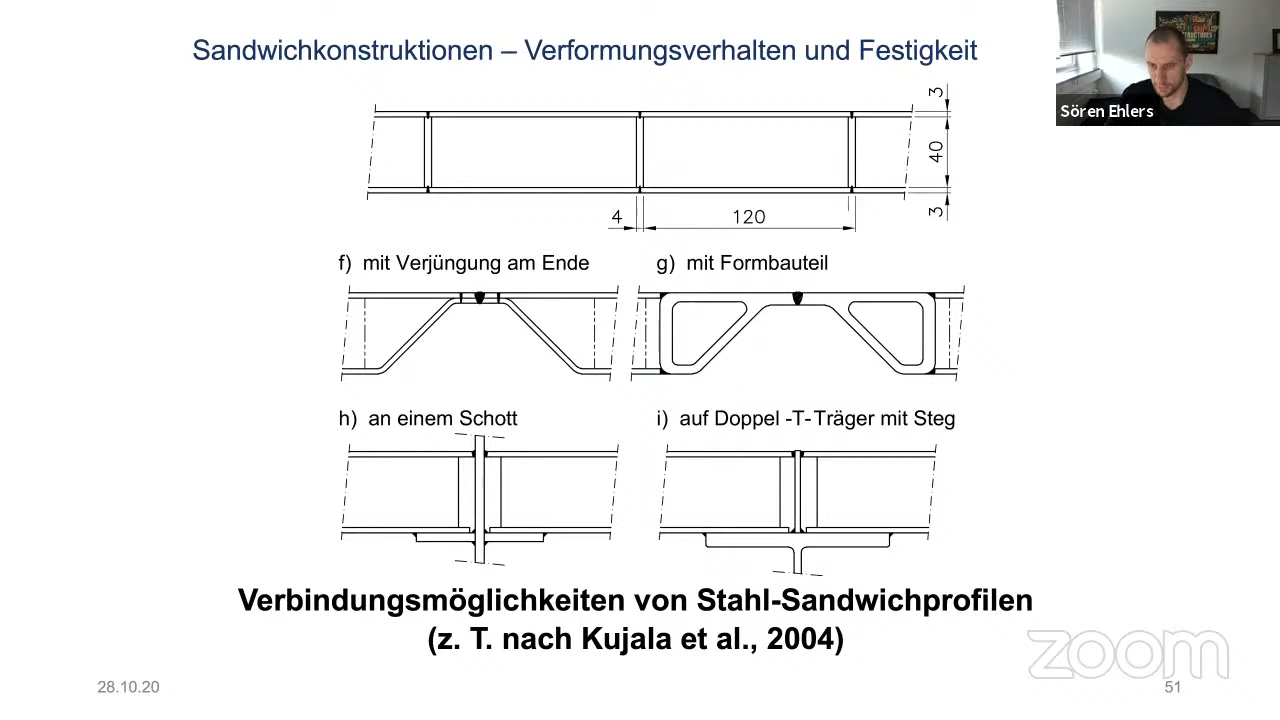 Sandwichkonstruktionen – Verformungsverhalten und Festigkeit
Sören Ehlers
3
40
3
4
120
f) mit Verjüngung am Ende
g) mit Formbauteil
h) an einem Schott
i) auf Doppel -T-Träger mit Steg
Verbindungsmöglichkeiten von Stahl-Sandwichprofilen
(z. T. nach Kujala et al., 2004)
zoom
28.10.20
51